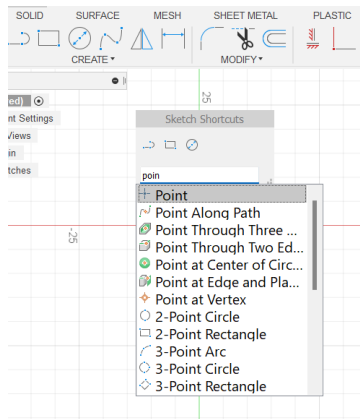 SOLID SURFACE MESH SHEET METAL PLASTIC
CREATE MODIFY
25
Sketch Shortcuts
nt Settings
Views
in
tches
poin
-25
Point
Point Along Path
Point Through Three ...
Point Through Two Ed...
Point at Center of Circ...
Point at Edge and Pla...
Point at Vertex
2-Point Circle
2-Point Rectangle
3-Point Arc
3-Point Circle
3-Point Rectangle